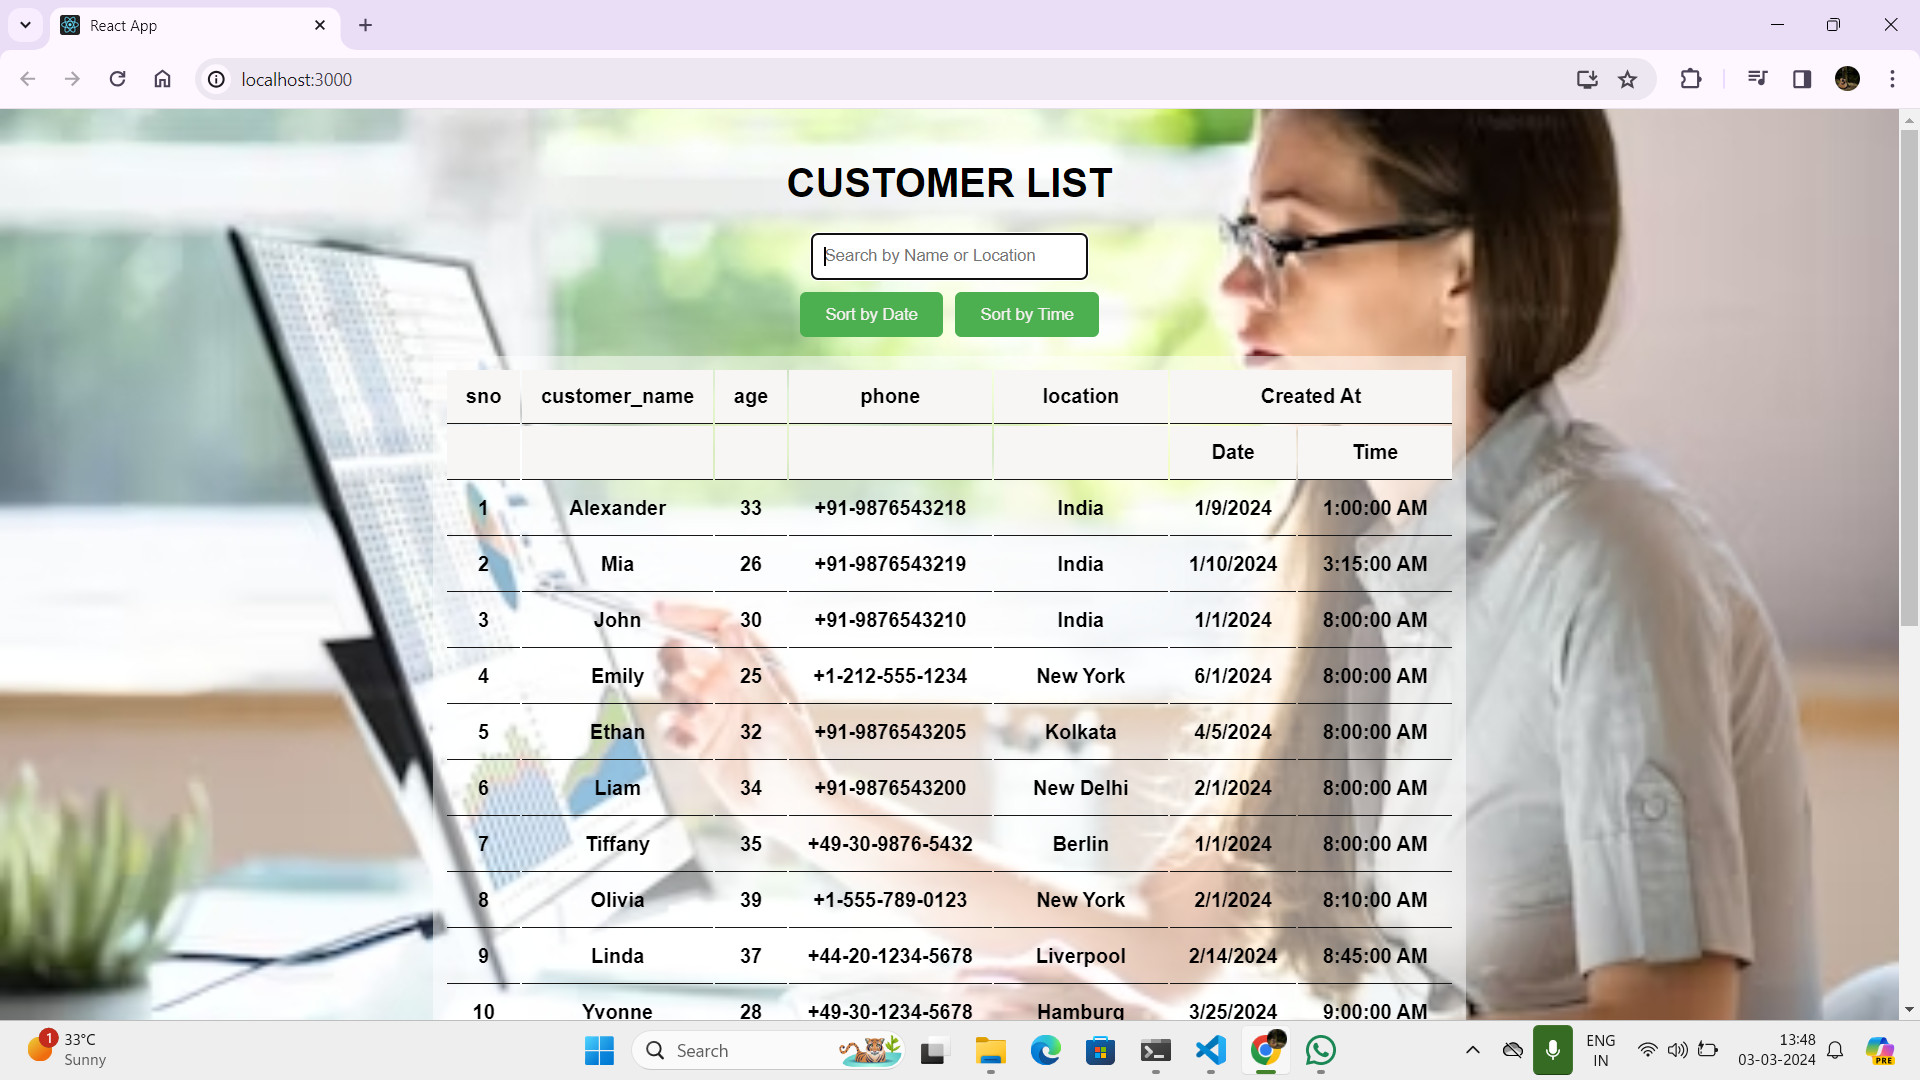 React App
localhost:3000
CUSTOMER LIST
Search by Name or Location
Sort by Date Sort by Time
sno customer_name age phone location Created At
Date Time
1 Alexander 33 +91-9876543218 India 1/9/2024 1:00:00 AM
2 Mia 26 +91-9876543219 India 1/10/2024 3:15:00 AM
3 John 30 +91-9876543210 India 1/1/2024 8:00:00 AM
4 Emily 25 +1-212-555-1234 New York 6/1/2024 8:00:00 AM
5 Ethan 32 +91-9876543205 Kolkata 4/5/2024 8:00:00 AM
6 Liam 34 +91-9876543200 New Delhi 2/1/2024 8:00:00 AM
7 Tiffany 35 +49-30-9876-5432 Berlin 1/1/2024 8:00:00 AM
8 Olivia 39 +1-555-789-0123 New York 2/1/2024 8:10:00 AM
9 Linda 37 +44-20-1234-5678 Liverpool 2/14/2024 8:45:00 AM
10 Yvonne 28 +49-30-1234-5678 Hamburg 3/25/2024 9:00:00 AM
1 33°C
Sunny
Search
ENG
IN
13:48
03-03-2024
PRE